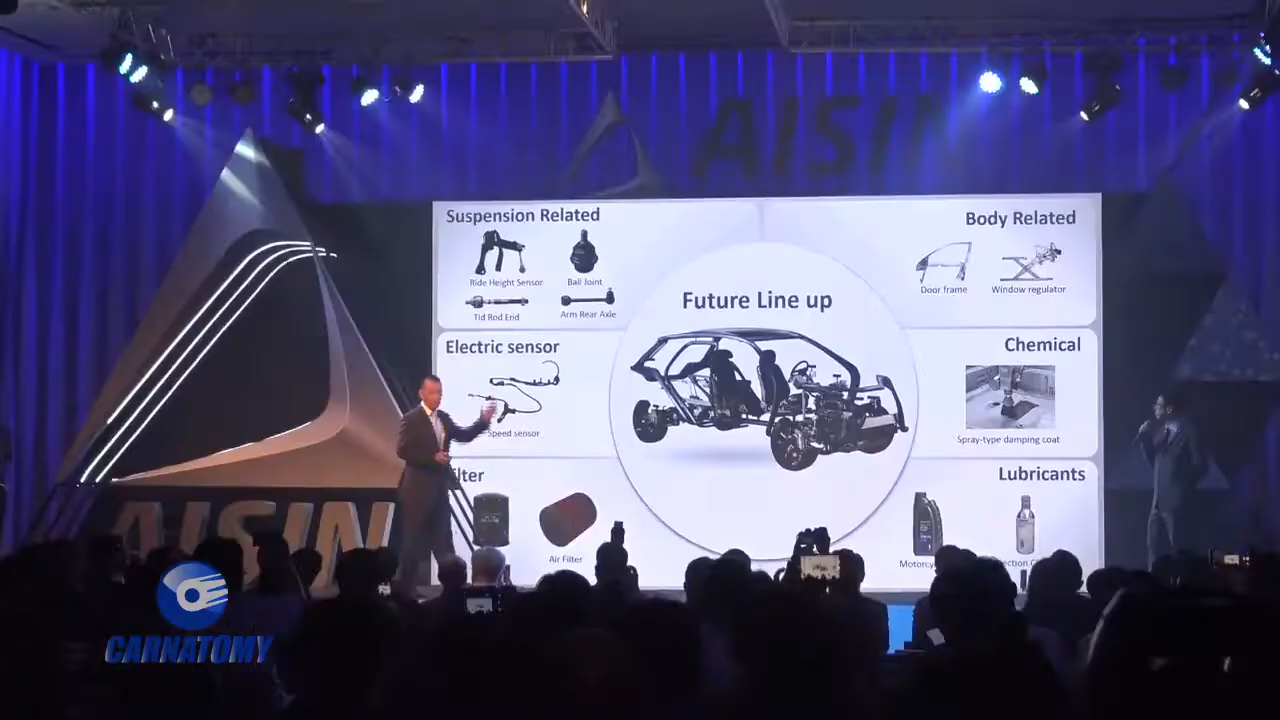 AISIN
Suspension Related
Ride Height Sensor
Ball Joint
Tid Rod End
Arm Rear Axle
Body Related
Door frame
Window regulator
Future Line up
Electric sensor
Speed sensor
Chemical
Spray-type damping coat
Air Filter
Lubricants
AISIN
CARNATOMY